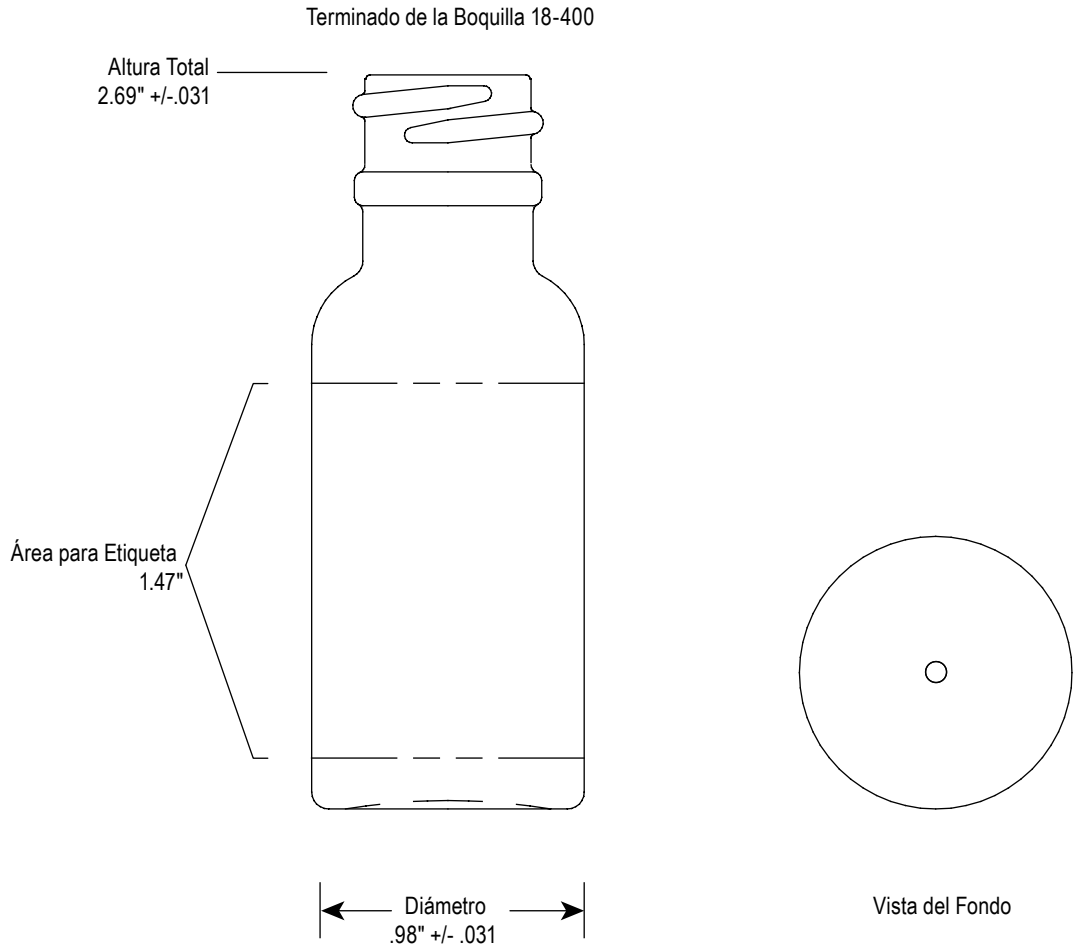 Terminado de la Boquilla 18-400
Altura Total
2.69" +/-.031
Área para Etiqueta
1.47"
Diámetro
.98" +/- .031
Vista del Fondo